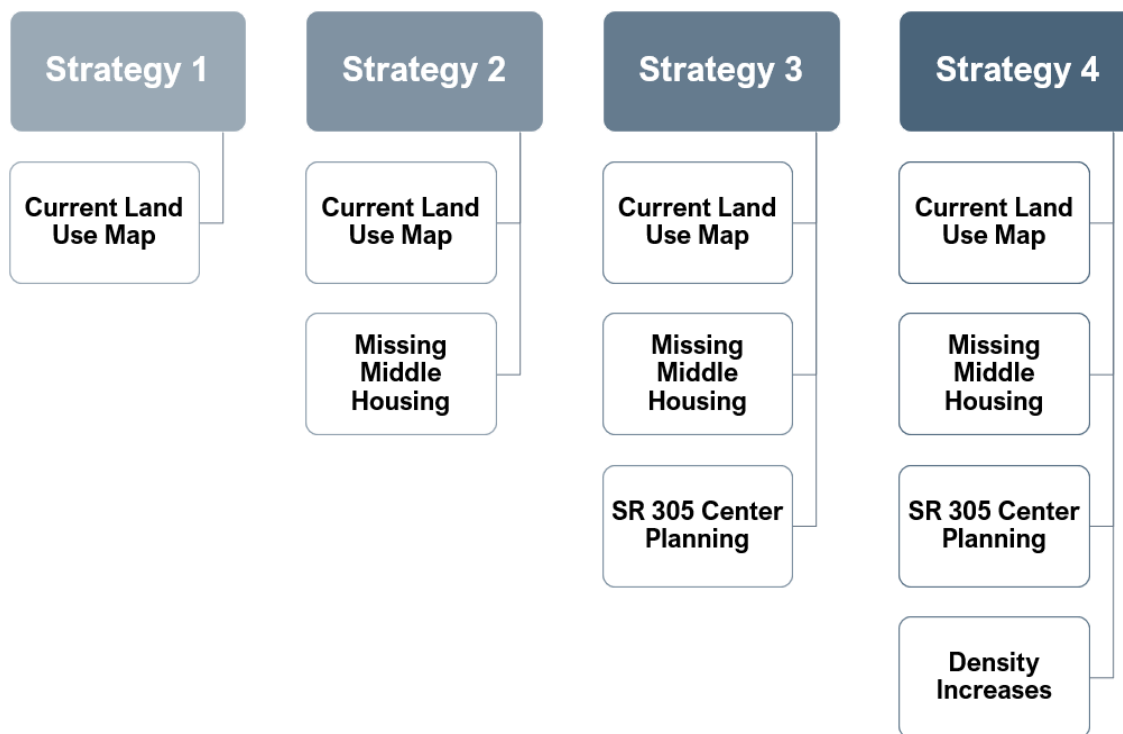 Strategy 1
Current Land
Use Map
Strategy 2
Current Land
Use Map
Missing
Middle
Housing
Strategy 3
Current Land
Use Map
Missing
Middle
Housing
SR 305 Center
Planning
Strategy 4
Current Land
Use Map
Missing
Middle
Housing
SR 305 Center
Planning
Density
Increases